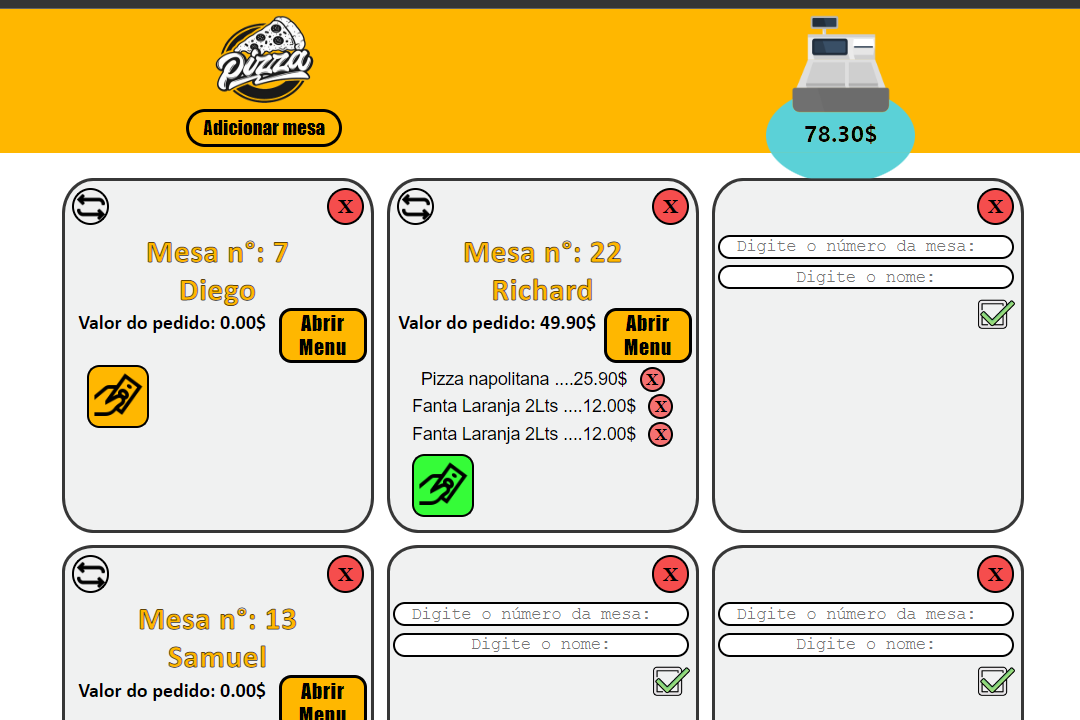 Pizza
Adicionar mesa
78.30$
X
Mesa n°: 7
Diego
Valor do pedido: 0.00$
Abrir
Menu
X
Mesa n°: 22
Richard
Valor do pedido: 49.90$
Abrir
Menu
Pizza napolitana ....25.90$ X
Fanta Laranja 2Lts ....12.00$ X
Fanta Laranja 2Lts ....12.00$ X
X
Digite o número da mesa:
Digite o nome:
X
Mesa n°: 13
Samuel
Valor do pedido: 0.00$
Abrir
Menu
X
Digite o número da mesa:
Digite o nome:
X
Digite o número da mesa:
Digite o nome: